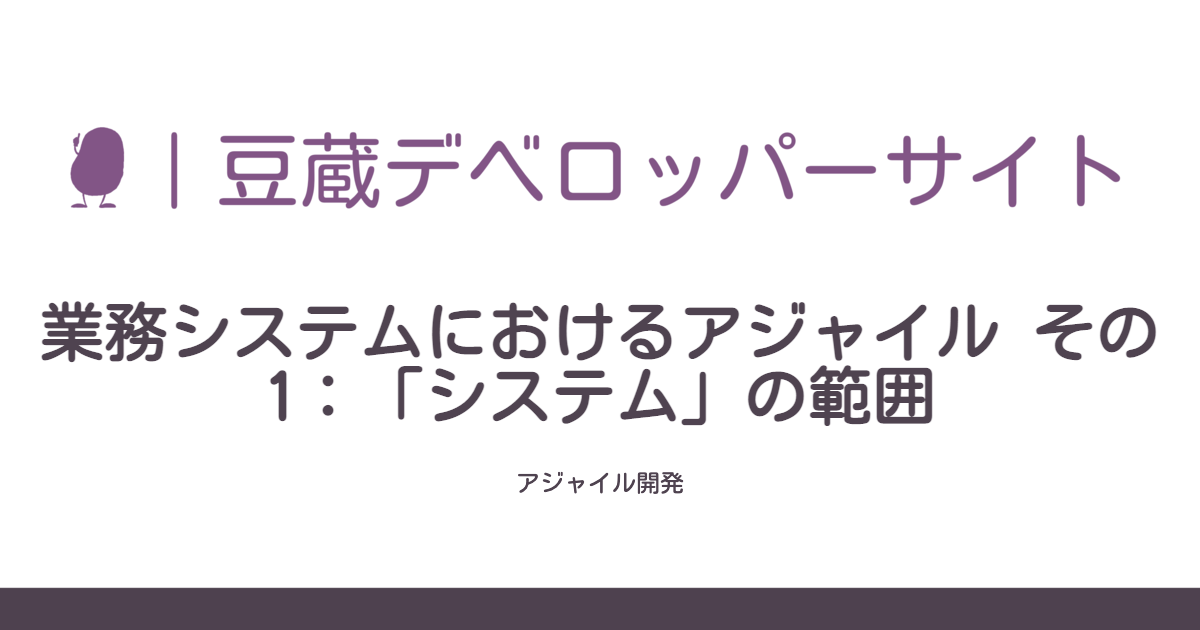 ｜豆蔵デベロッパーサイト
業務システムにおけるアジャイル その
1：「システム」の範囲
アジャイル開発